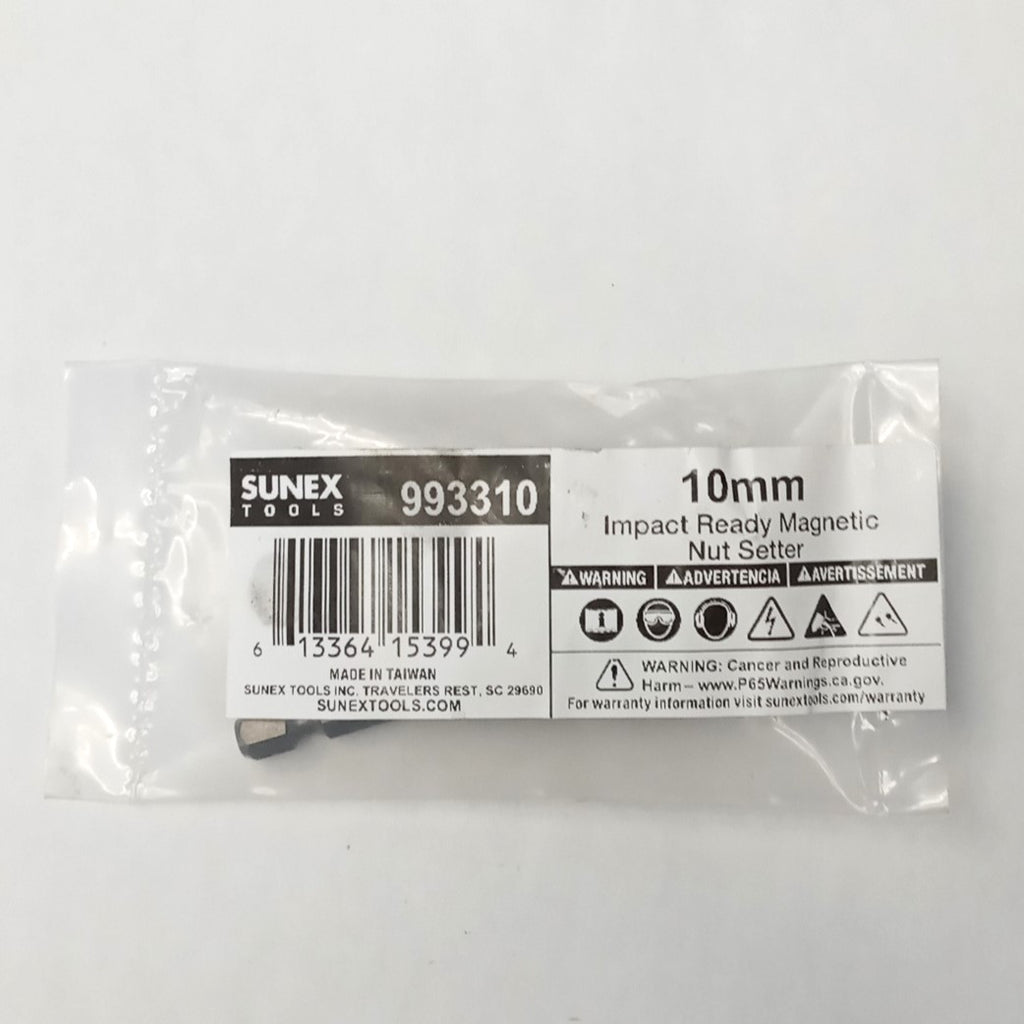 SUNEX
TOOLS
993310
6 13364 15399 4
MADE IN TAIWAN
SUNEX TOOLS INC. TRAVELERS REST, SC 29690
SUNEXTOOLS.COM
10mm
Impact Ready Magnetic
Nut Setter
WARNING ADVERTENCIA AVERTISSEMENT
WARNING: Cancer and Reproductive
Harm – www.P65Warnings.ca.gov.
For warranty information visit sunextools.com/warranty